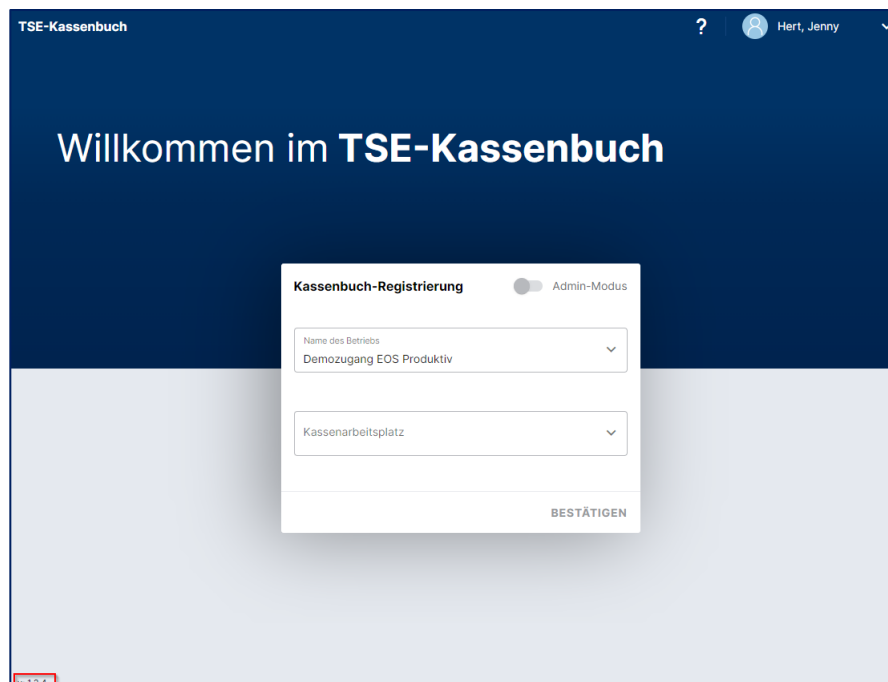 TSE-Kassenbuch ? Hert, Jenny
Willkommen im TSE-Kassenbuch
Kassenbuch-Registrierung Admin-Modus
Name des Betriebs
Demozugang EOS Produktiv
Kassenarbeitsplatz
BESTÄTIGEN